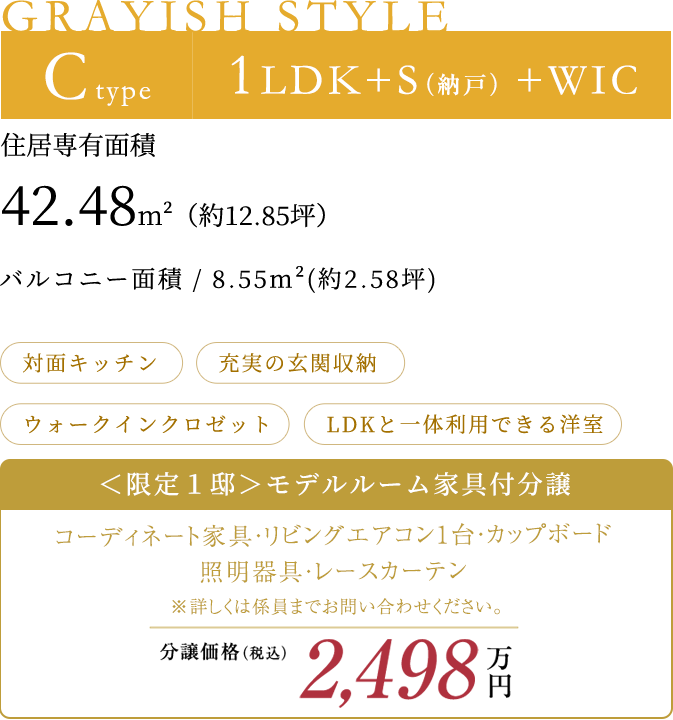 GRAYISH STYLE
C type 1LDK+S（納戸）+WIC
住居専有面積
42.48m²（約12.85坪）
バルコニー面積 / 8.55m²(約2.58坪)
対面キッチン 充実の玄関収納
ウォークインクロゼット LDKと一体利用できる洋室
＜限定１邸＞モデルルーム家具付分譲
コーディネート家具･リビングエアコン1台･カップボード
照明器具･レースカーテン
※詳しくは係員までお問い合わせください。
分譲価格（税込） 2,498万円